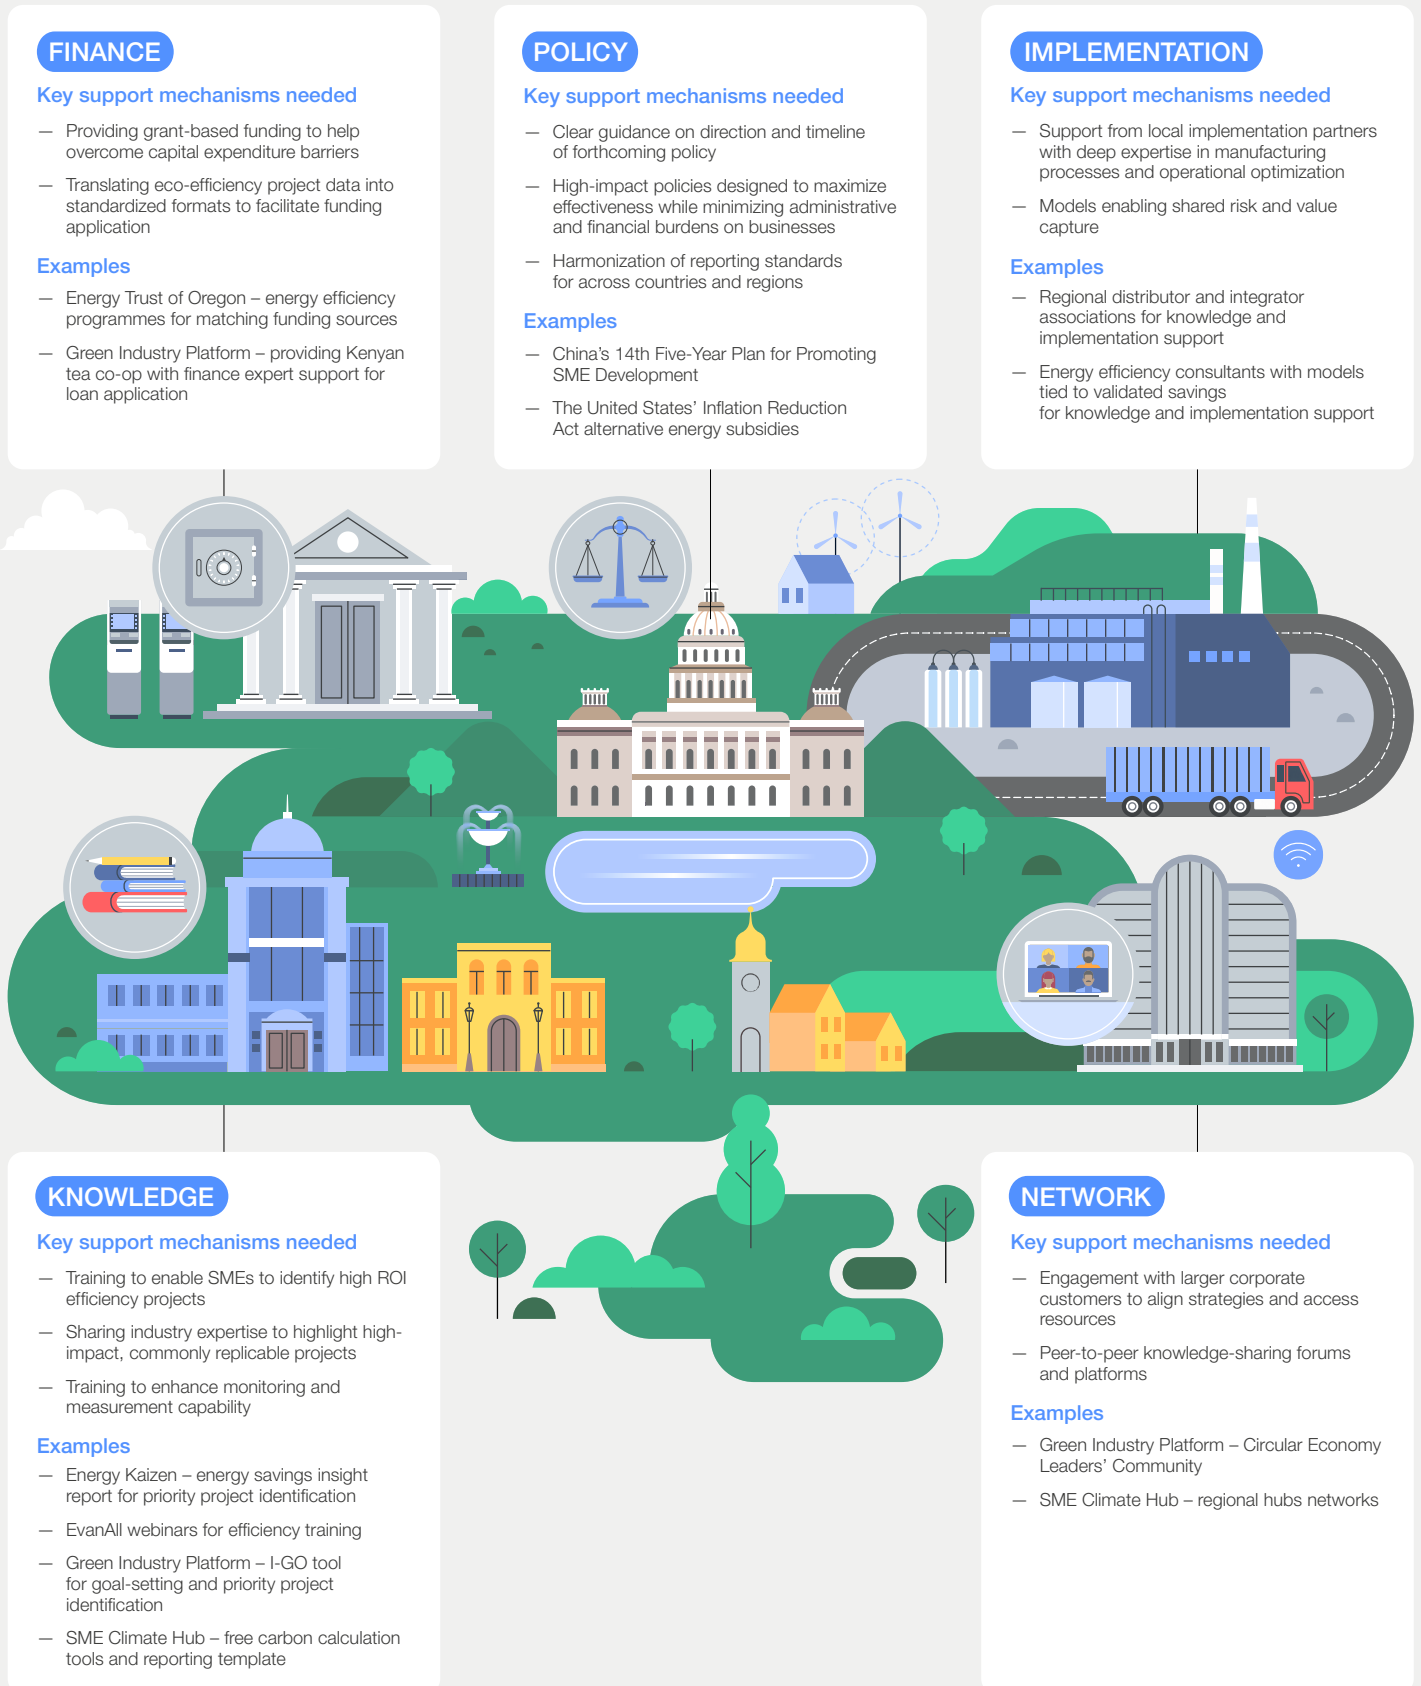 FINANCE
Key support mechanisms needed
— Providing grant-based funding to help
overcome capital expenditure barriers
— Translating eco-efficiency project data into
standardized formats to facilitate funding
application
Examples
— Energy Trust of Oregon – energy efficiency
programmes for matching funding sources
— Green Industry Platform – providing Kenyan
tea co-op with finance expert support for
loan application
POLICY
Key support mechanisms needed
— Clear guidance on direction and timeline
of forthcoming policy
— High-impact policies designed to maximize
effectiveness while minimizing administrative
and financial burdens on businesses
— Harmonization of reporting standards
for across countries and regions
Examples
— China’s 14th Five-Year Plan for Promoting
SME Development
— The United States’ Inflation Reduction
Act alternative energy subsidies
IMPLEMENTATION
Key support mechanisms needed
— Support from local implementation partners
with deep expertise in manufacturing
processes and operational optimization
— Models enabling shared risk and value
capture
Examples
— Regional distributor and integrator
associations for knowledge and
implementation support
— Energy efficiency consultants with models
tied to validated savings
for knowledge and implementation support
KNOWLEDGE
Key support mechanisms needed
— Training to enable SMEs to identify high ROI
efficiency projects
— Sharing industry expertise to highlight high-
impact, commonly replicable projects
— Training to enhance monitoring and
measurement capability
Examples
— Energy Kaizen – energy savings insight
report for priority project identification
— EvanAll webinars for efficiency training
— Green Industry Platform – I-GO tool
for goal-setting and priority project
identification
— SME Climate Hub – free carbon calculation
tools and reporting template
NETWORK
Key support mechanisms needed
— Engagement with larger corporate
customers to align strategies and access
resources
— Peer-to-peer knowledge-sharing forums
and platforms
Examples
— Green Industry Platform – Circular Economy
Leaders’ Community
— SME Climate Hub – regional hubs networks